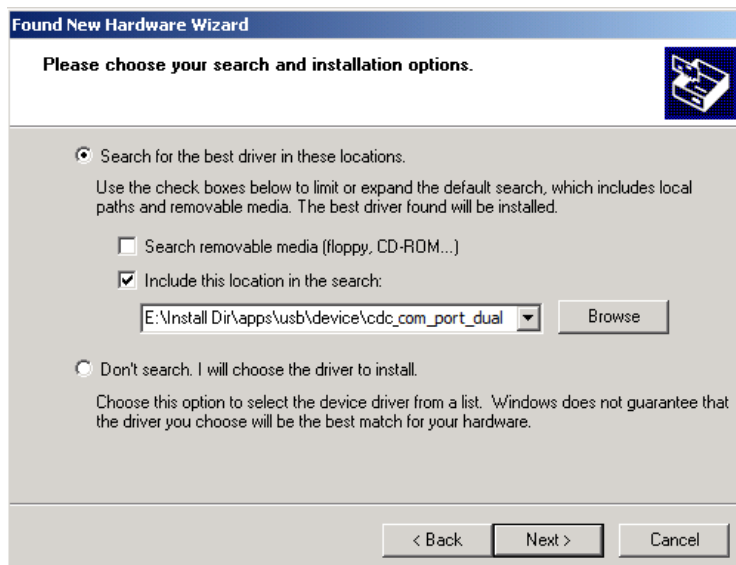 Found New Hardware Wizard
Please choose your search and installation options.
Search for the best driver in these locations.
Use the check boxes below to limit or expand the default search, which includes local
paths and removable media. The best driver found will be installed.
Search removable media (floppy, CD-ROM...)
Include this location in the search:
E:\Install Dir\apps\usb\device\cdc_com_port_dual
Browse
Don't search. I will choose the driver to install.
Choose this option to select the device driver from a list. Windows does not guarantee that
the driver you choose will be the best match for your hardware.
< Back
Next >
Cancel